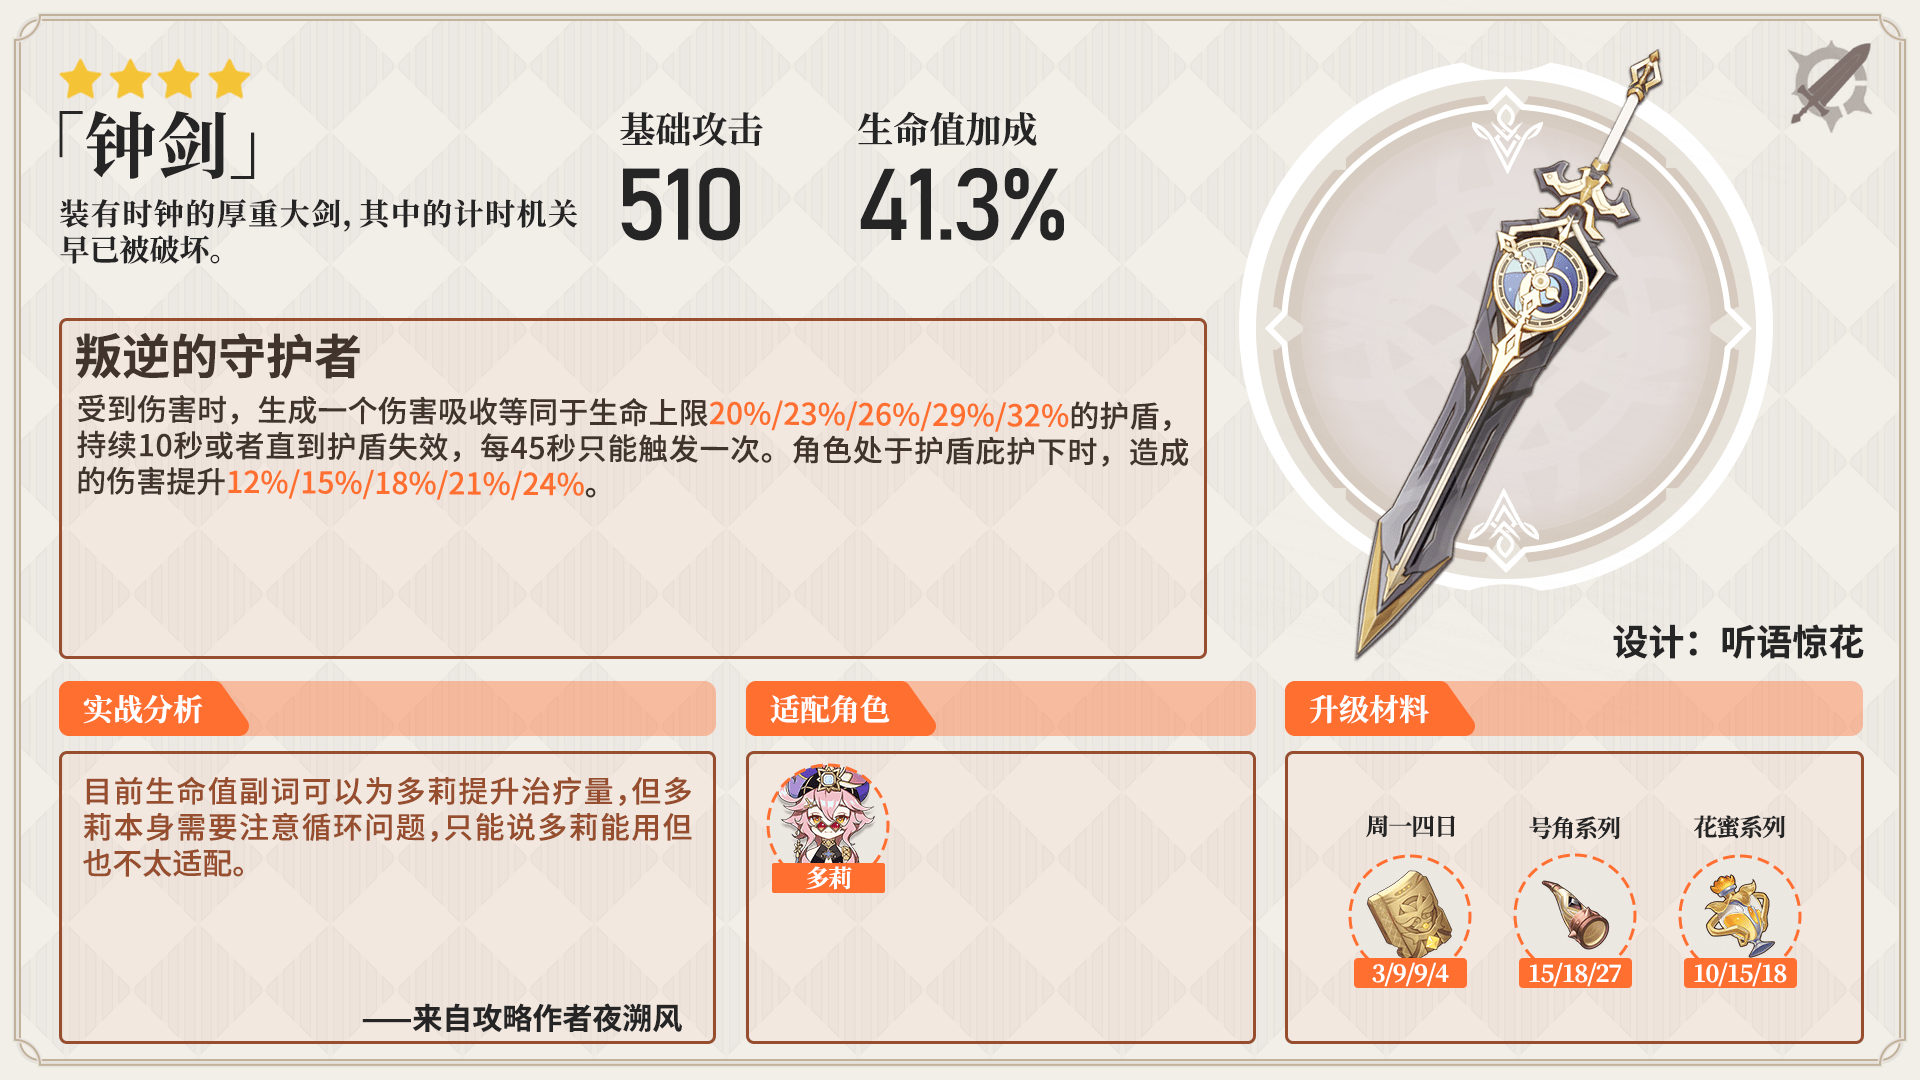 「钟剑」
装有时钟的厚重大剑，其中的计时机关
早已被破坏。
基础攻击
510
生命值加成
41.3%
叛逆的守护者
受到伤害时，生成一个伤害吸收等同于生命上限20%/23%/26%/29%/32%的护盾，
持续10秒或者直到护盾失效，每45秒只能触发一次。角色处于护盾庇护下时，造成
的伤害提升12%/15%/18%/21%/24%。
设计：听语惊花
实战分析
目前生命值副词可以为多莉提升治疗量，但多
莉本身需要注意循环问题，只能说多莉能用但
也不太适配。
——来自攻略作者夜溯风
适配角色
多莉
升级材料
周一四日
3/9/9/4
号角系列
15/18/27
花蜜系列
10/15/18